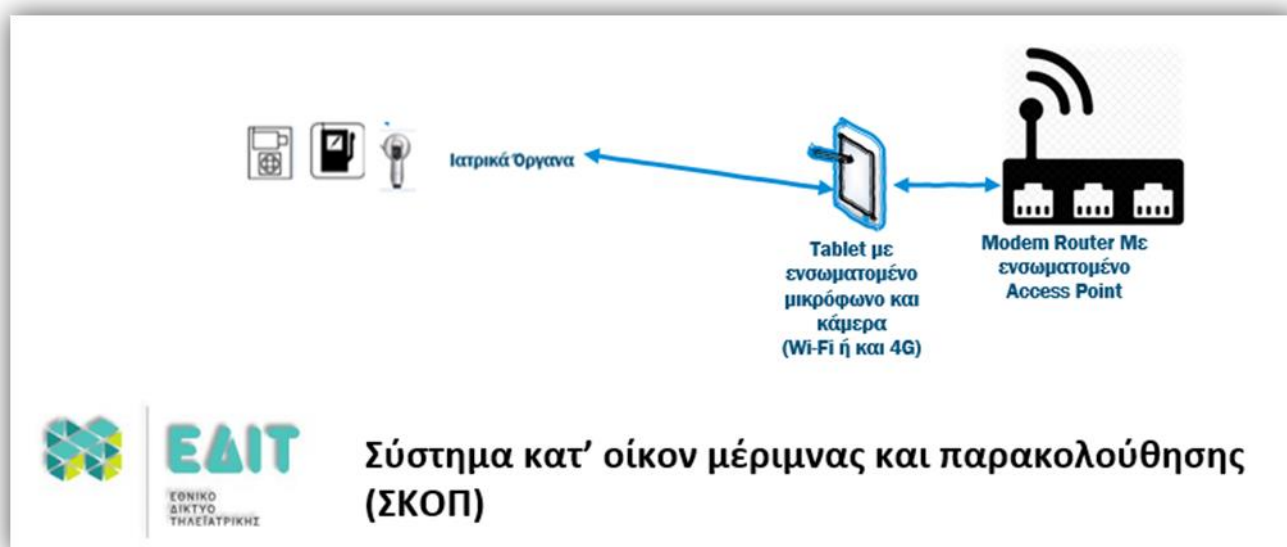 Ιατρικά Όργανα
Tablet με
ενσωματομένο
μικρόφωνο και
κάμερα
(Wi-Fi ή και 4G)
Modem Router Με
ενσωματομένο
Access Point
ΕΔΙΤ
ΕΘΝΙΚΟ
ΔΙΚΤΥΟ
ΤΗΛΕΪΑΤΡΙΚΗΣ
Σύστημα κατ’ οίκον μέριμνας και παρακολούθησης
(ΣΚΟΠ)